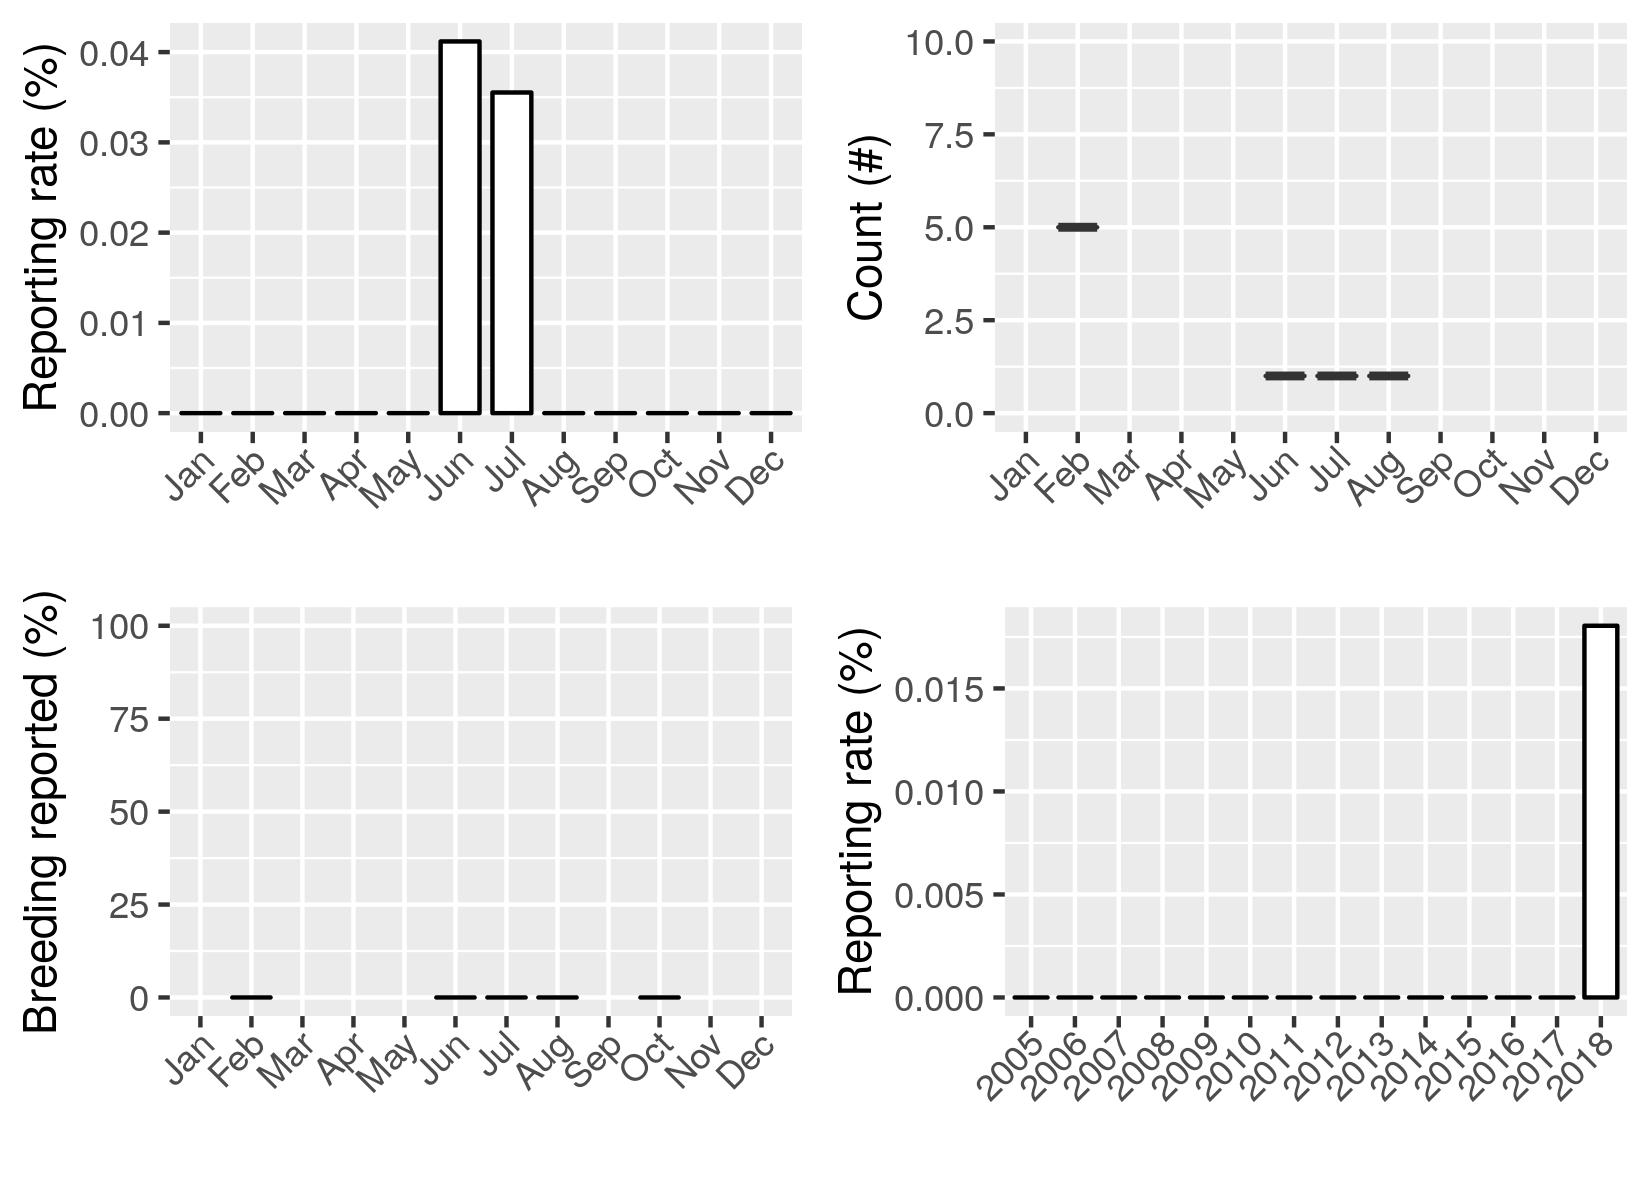 Reporting rate (%)
0.04
0.03
0.02
0.01
0.00
Jan Feb Mar Apr May Jun Jul Aug Sep Oct Nov Dec
Count (#)
10.0
7.5
5.0
2.5
0.0
Jan Feb Mar Apr May Jun Jul Aug Sep Oct Nov Dec
Breeding reported (%)
100
75
50
25
0
Jan Feb Mar Apr May Jun Jul Aug Sep Oct Nov Dec
Reporting rate (%)
0.015
0.010
0.005
0.000
2005 2006 2007 2008 2009 2010 2011 2012 2013 2014 2015 2016 2017 2018